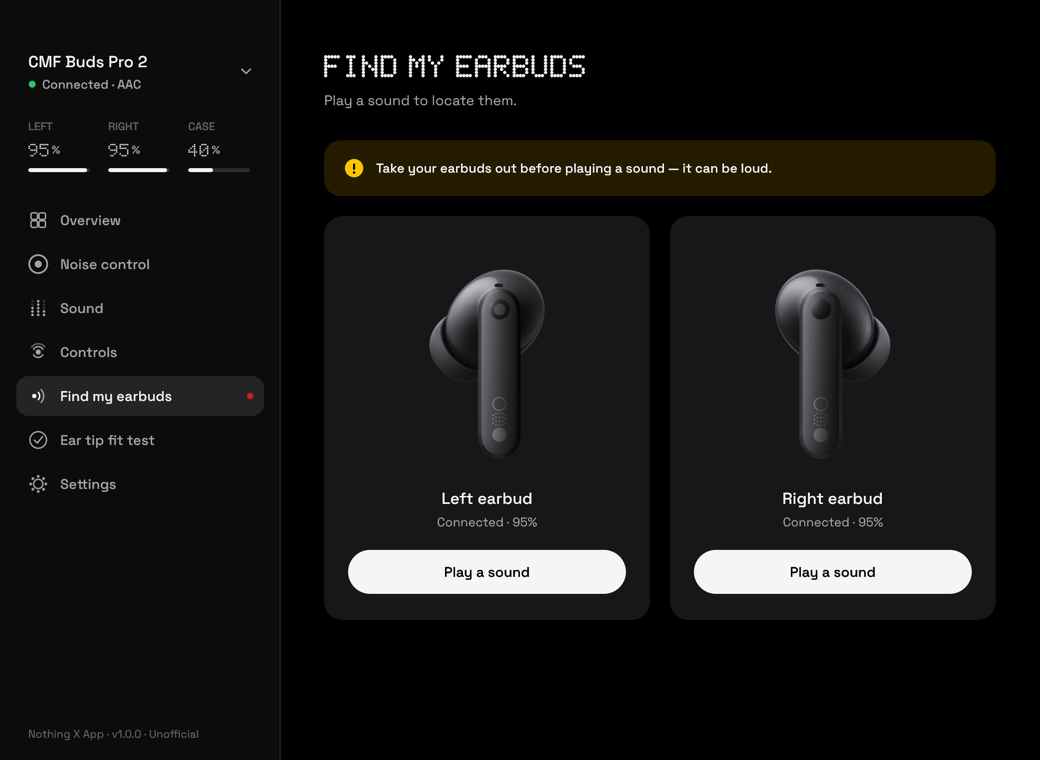 CMF Buds Pro 2
Connected · AAC
LEFT RIGHT CASE
95% 95% 40%
Overview
Noise control
Sound
Controls
Find my earbuds
Ear tip fit test
Settings
Nothing X App · v1.0.0 · Unofficial
FIND MY EARBUDS
Play a sound to locate them.
Take your earbuds out before playing a sound — it can be loud.
Left earbud
Connected · 95%
Play a sound
Right earbud
Connected · 95%
Play a sound